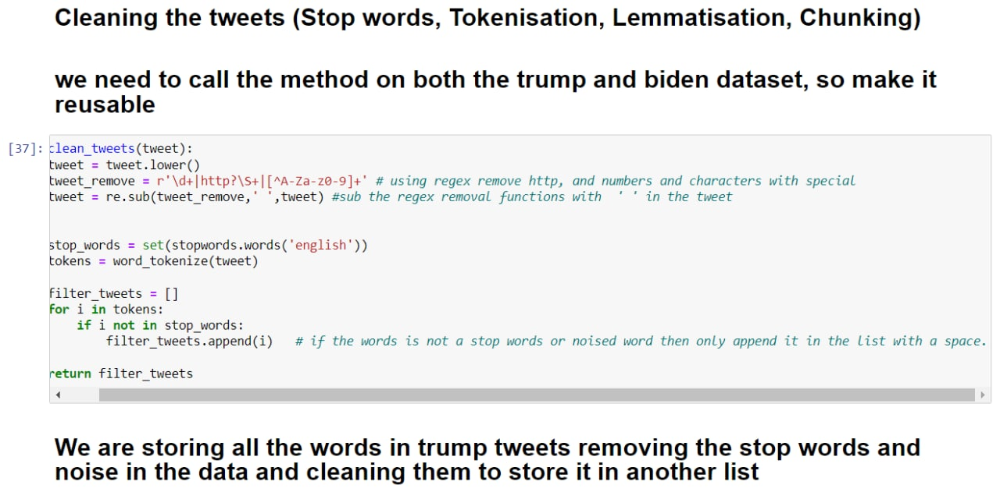 Cleaning the tweets (Stop words, Tokenisation, Lemmatisation, Chunking)
we need to call the method on both the trump and biden dataset, so make it
reusable
[37]: clean_tweets(tweet):
tweet = tweet.lower()
tweet_remove = r'\d+|http?\S+|[^A-Za-z0-9]+' # using regex remove http, and numbers and characters with special
tweet = re.sub(tweet_remove,' ',tweet) #sub the regex removal functions with  ' ' in the tweet
stop_words = set(stopwords.words('english'))
tokens = word_tokenize(tweet)
filter_tweets = []
for i in tokens:
    if i not in stop_words:
        filter_tweets.append(i)   # if the words is not a stop words or noised word then only append it in the list with a space.
return filter_tweets
We are storing all the words in trump tweets removing the stop words and
noise in the data and cleaning them to store it in another list